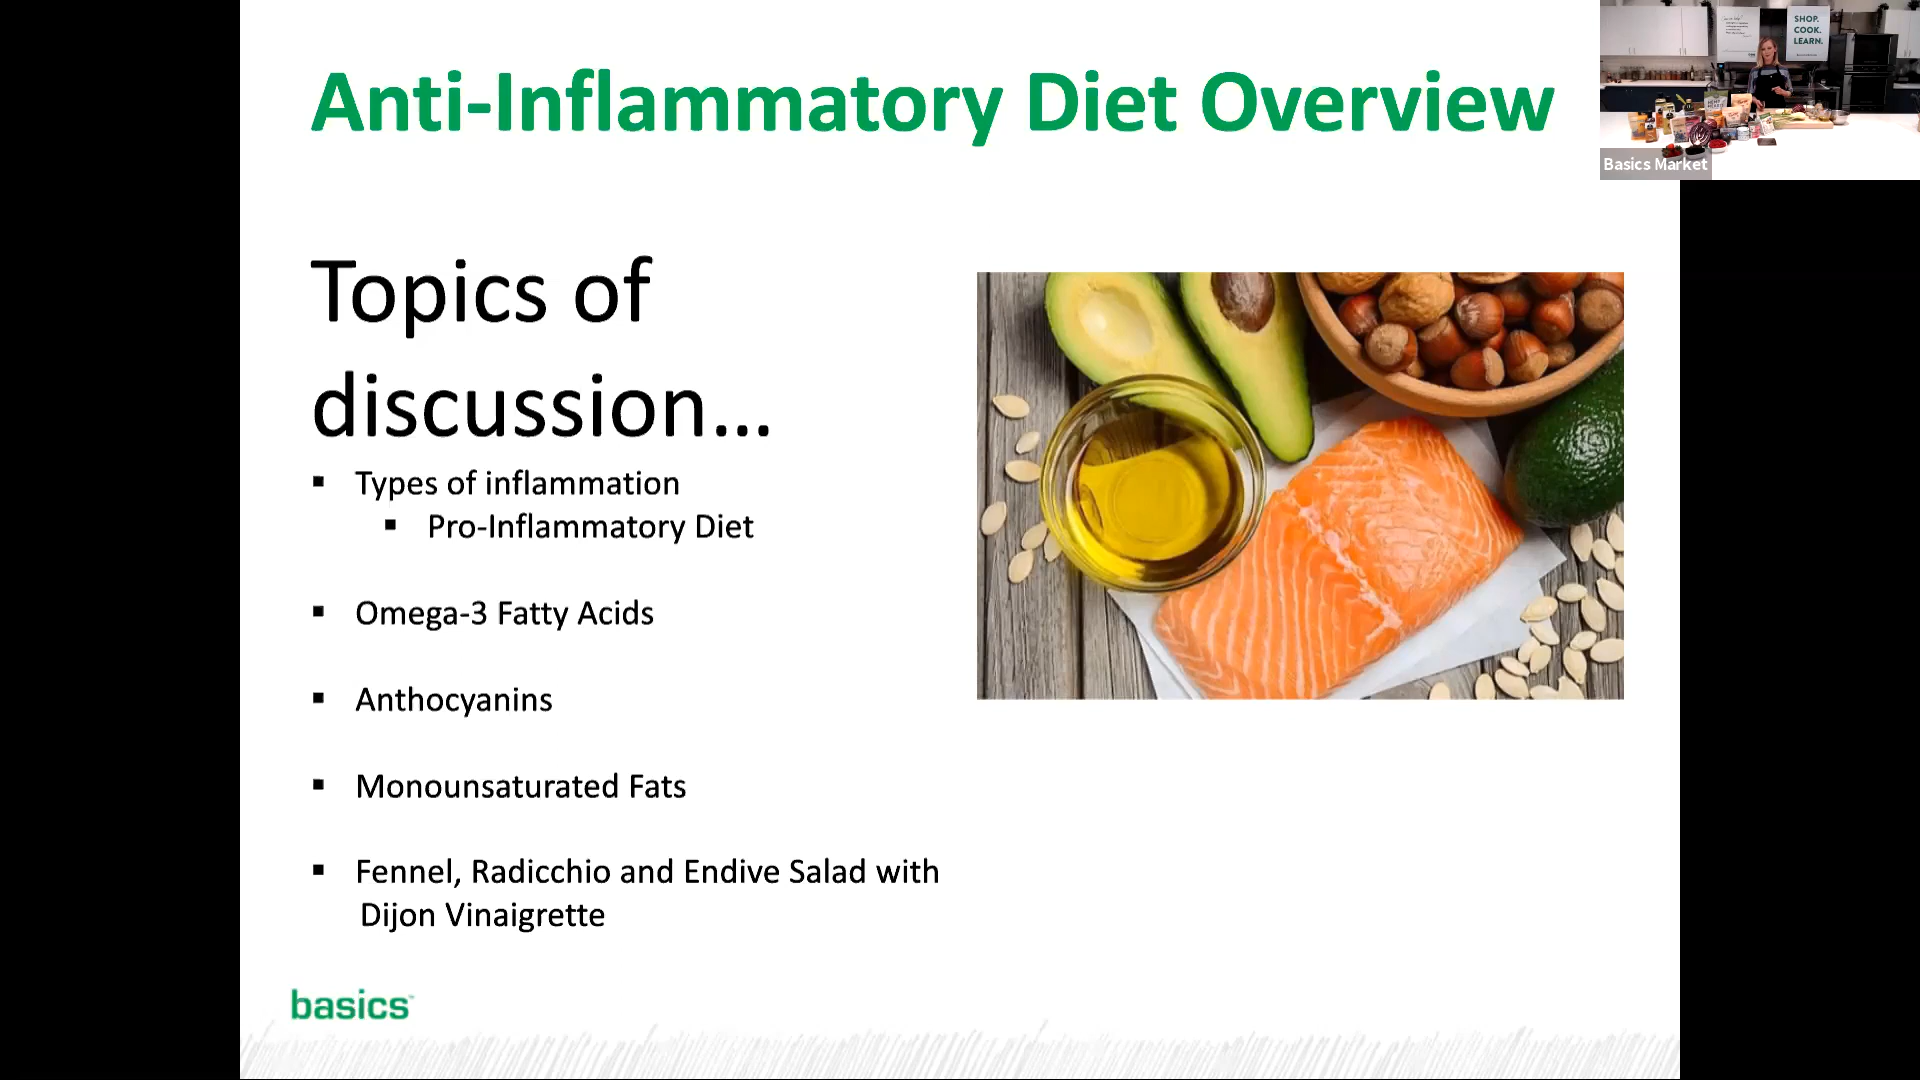 Anti-Inflammatory Diet Overview
SHOP.
COOK.
LEARN.
Basics Market
Topics of
discussion...
▪ Types of inflammation
▪ Pro-Inflammatory Diet
▪ Omega-3 Fatty Acids
▪ Anthocyanins
▪ Monounsaturated Fats
▪ Fennel, Radicchio and Endive Salad with
Dijon Vinaigrette
basics™